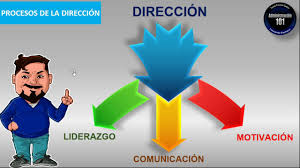 PROCESOS DE LA DIRECCIÓN
DIRECCIÓN
Administración
101
LIDERAZGO
MOTIVACIÓN
COMUNICACIÓN